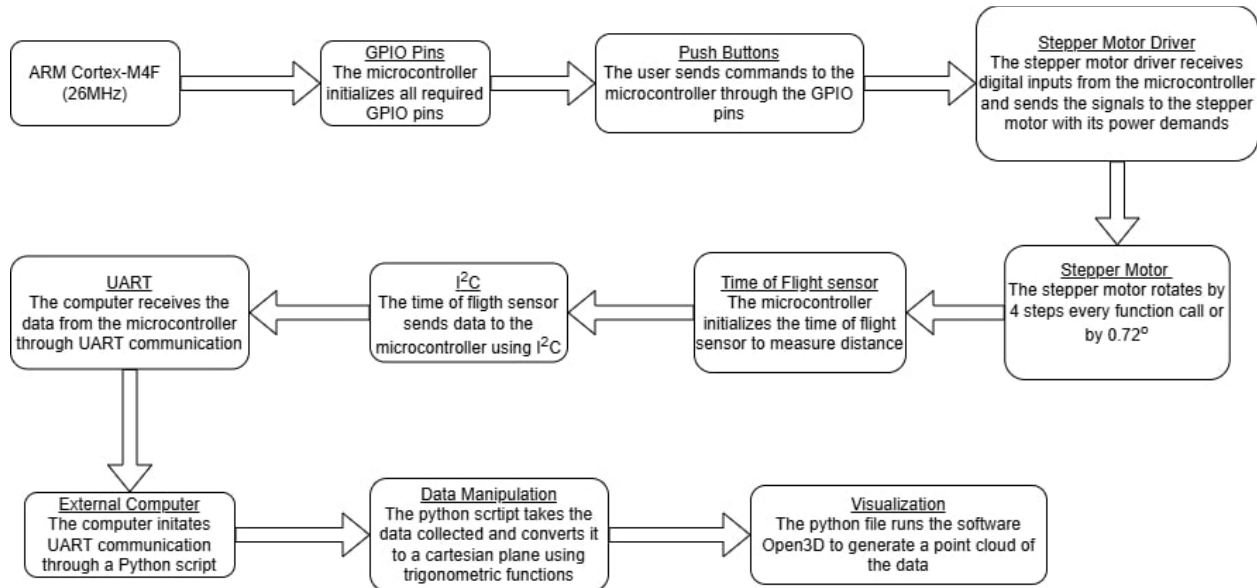 ARM Cortex-M4F
(26MHz)
GPIO Pins
The microcontroller
initializes all required
GPIO pins
Push Buttons
The user sends commands to the
microcontroller through the GPIO
pins
Stepper Motor Driver
The stepper motor driver receives
digital inputs from the microcontroller
and sends the signals to the stepper
motor with its power demands
Stepper Motor
The stepper motor rotates by
4 steps every function call or
by 0.72⁰
Time of Flight sensor
The microcontroller
initializes the time of flight
sensor to measure distance
I²C
The time of fligth sensor
sends data to the
microcontroller using I²C
UART
The computer receives the
data from the microcontroller
through UART communication
External Computer
The computer initates
UART communication
through a Python script
Data Manipulation
The python scrtipt takes the
data collected and converts it
to a cartesian plane using
trigonometric functions
Visualization
The python file runs the software
Open3D to generate a point cloud of
the data